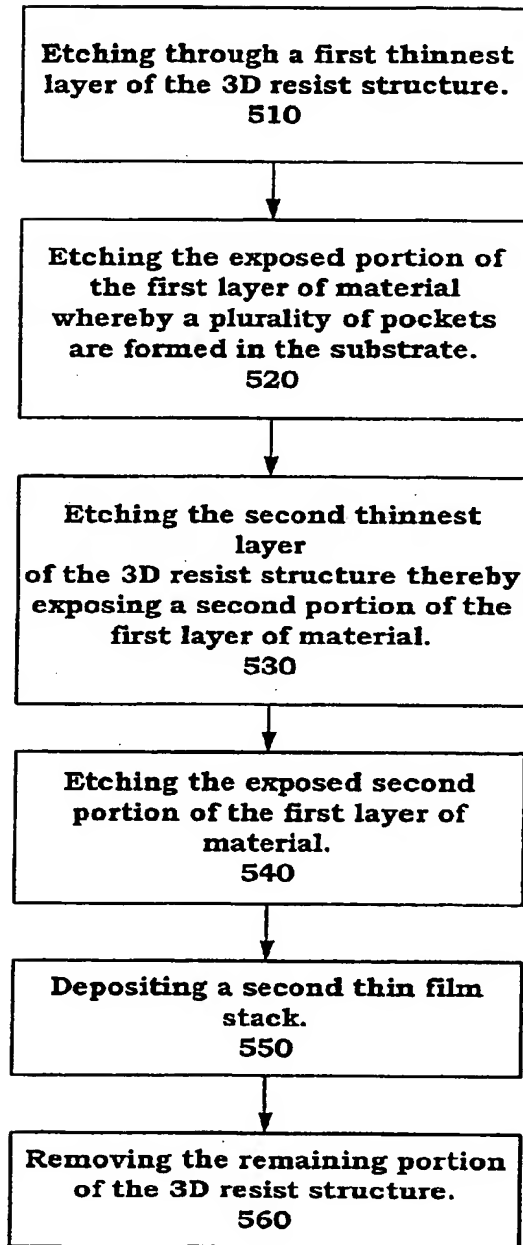 Etching through a first thinnest
layer of the 3D resist structure.
510
Etching the exposed portion of
the first layer of material
whereby a plurality of pockets
are formed in the substrate.
520
Etching the second thinnest
layer
of the 3D resist structure thereby
exposing a second portion of the
first layer of material.
530
Etching the exposed second
portion of the first layer of
material.
540
Depositing a second thin film
stack.
550
Removing the remaining portion
of the 3D resist structure.
560